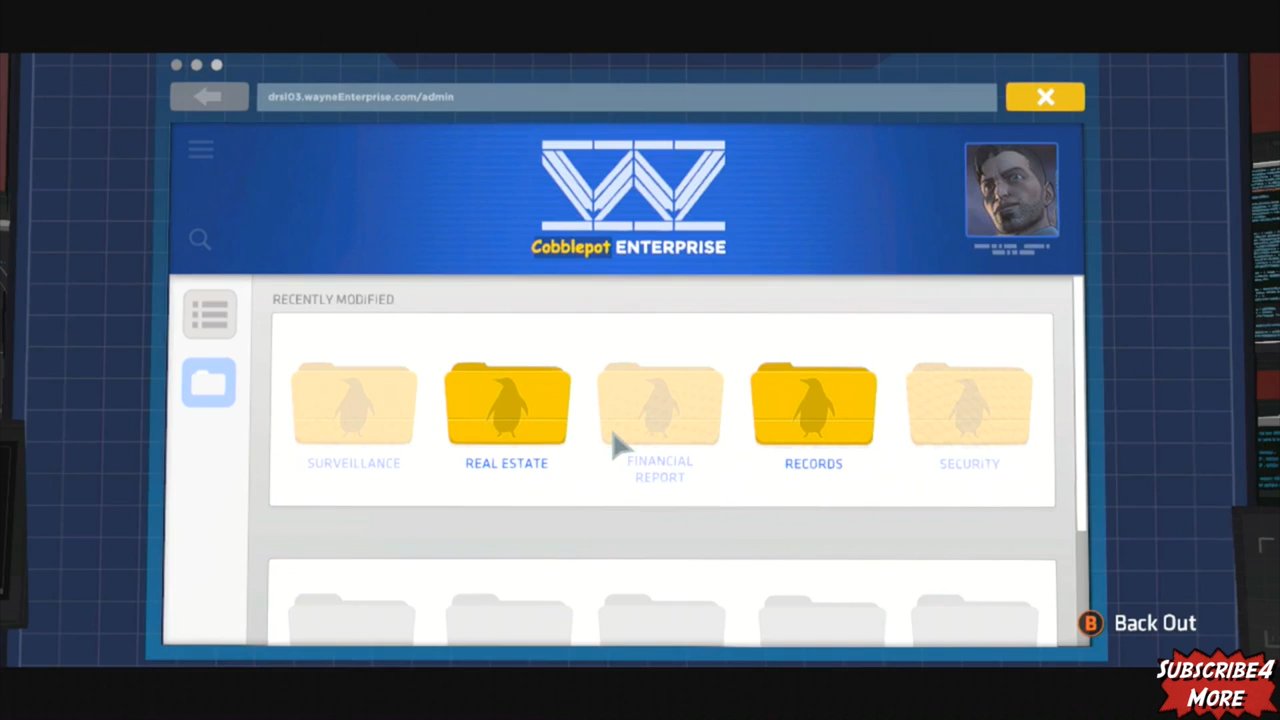 drsl03.wayneEnterprise.com/admin
Cobblepot ENTERPRISE
RECENTLY MODIFIED
SURVEILLANCE
REAL ESTATE
FINANCIAL
REPORT
RECORDS
SECURITY
B Back Out
SUBSCRIBE4
MORE